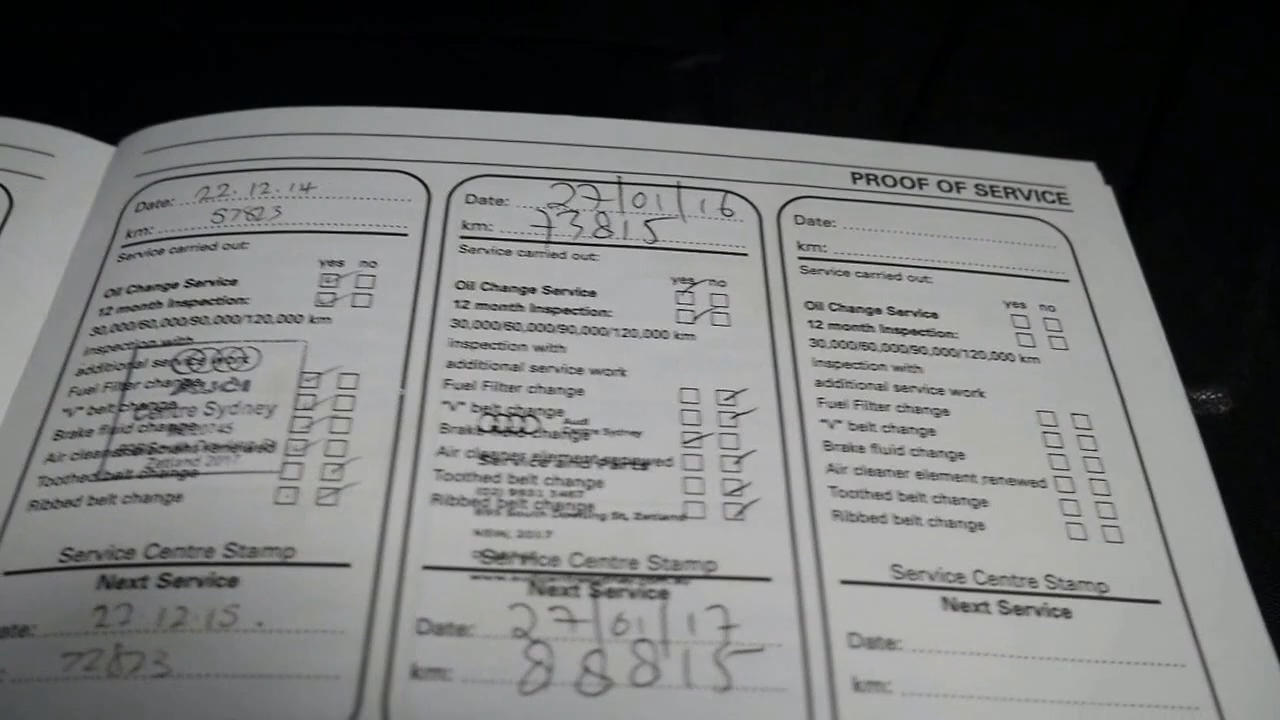 PROOF OF SERVICE
Date: 22.12.14
km: 57823
Service carried out:
yes no
Oil Change Service
12 month Inspection:
30,000/60,000/90,000/120,000 km
inspection with
additional service work
Fuel Filter change
"V" belt change
Centre Sydney
Brake fluid change
Air cleaner element renewed
Zetland 2017
Toothed belt change
Ribbed belt change
Service Centre Stamp
Next Service
22.12.15.
72823
Date: 27/01/16
km: 73815
Service carried out:
yes no
Oil Change Service
12 month Inspection:
30,000/60,000/90,000/120,000 km
inspection with
additional service work
Fuel Filter change
"V" belt change
Audi
Centre Sydney
Brake fluid change
Air cleaner element renewed
Service and Parts
Toothed belt change
Ribbed belt change
NSW, 2017
Service Centre Stamp
Next Service
Date: 27/01/17
km: 88815
Date:
km:
Service carried out:
yes no
Oil Change Service
12 month Inspection:
30,000/60,000/90,000/120,000 km
inspection with
additional service work
Fuel Filter change
"V" belt change
Brake fluid change
Air cleaner element renewed
Toothed belt change
Ribbed belt change
Service Centre Stamp
Next Service
Date:
km: